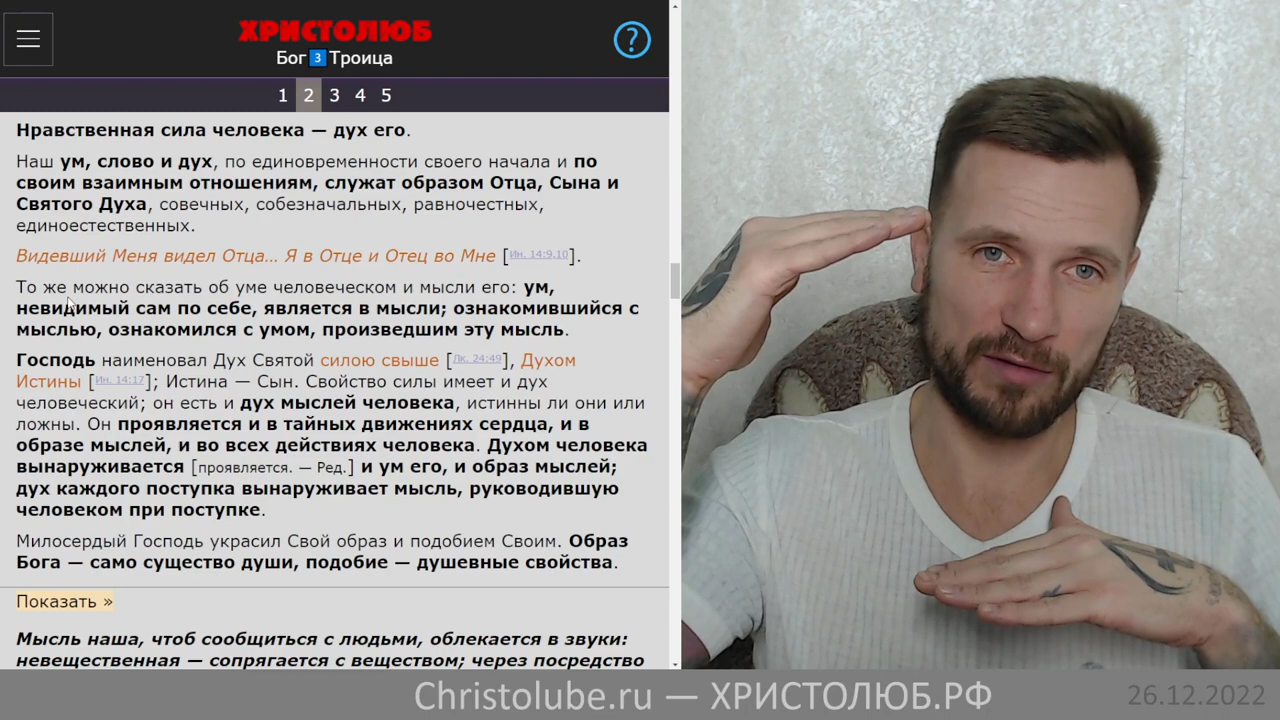 ХРИСТОЛЮБ
Бог 3 Троица
1 2 3 4 5
Нравственная сила человека — дух его.
Наш ум, слово и дух, по единовременности своего начала и по
своим взаимным отношениям, служат образом Отца, Сына и
Святого Духа, совечных, собезначальных, равночестных,
единоестественных.
Видевший Меня видел Отца... Я в Отце и Отец во Мне [Ин. 14:9,10].
То же можно сказать об уме человеческом и мысли его: ум,
невидимый сам по себе, является в мысли; ознакомившийся с
мыслью, ознакомился с умом, произведшим эту мысль.
Господь наименовал Дух Святой силою свыше [Лк. 24:49], Духом
Истины [Ин. 14:17]; Истина — Сын. Свойство силы имеет и дух
человеческий; он есть и дух мыслей человека, истинны ли они или
ложны. Он проявляется и в тайных движениях сердца, и в
образе мыслей, и во всех действиях человека. Духом человека
вынаруживается [проявляется. — Ред.] и ум его, и образ мыслей;
дух каждого поступка вынаруживает мысль, руководившую
человеком при поступке.
Милосердый Господь украсил Свой образ и подобием Своим. Образ
Бога — само существо души, подобие — душевные свойства.
Показать »
Мысль наша, чтоб сообщиться с людьми, облекается в звуки:
невещественная — сопрягается с веществом; через посредство
Christolube.ru — ХРИСТОЛЮБ.РФ
26.12.2022